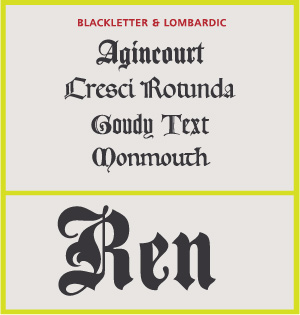 BLACKLETTER & LOMBARDIC
Agincourt
Cresci Rotunda
Goudy Text
Monmouth
Ren